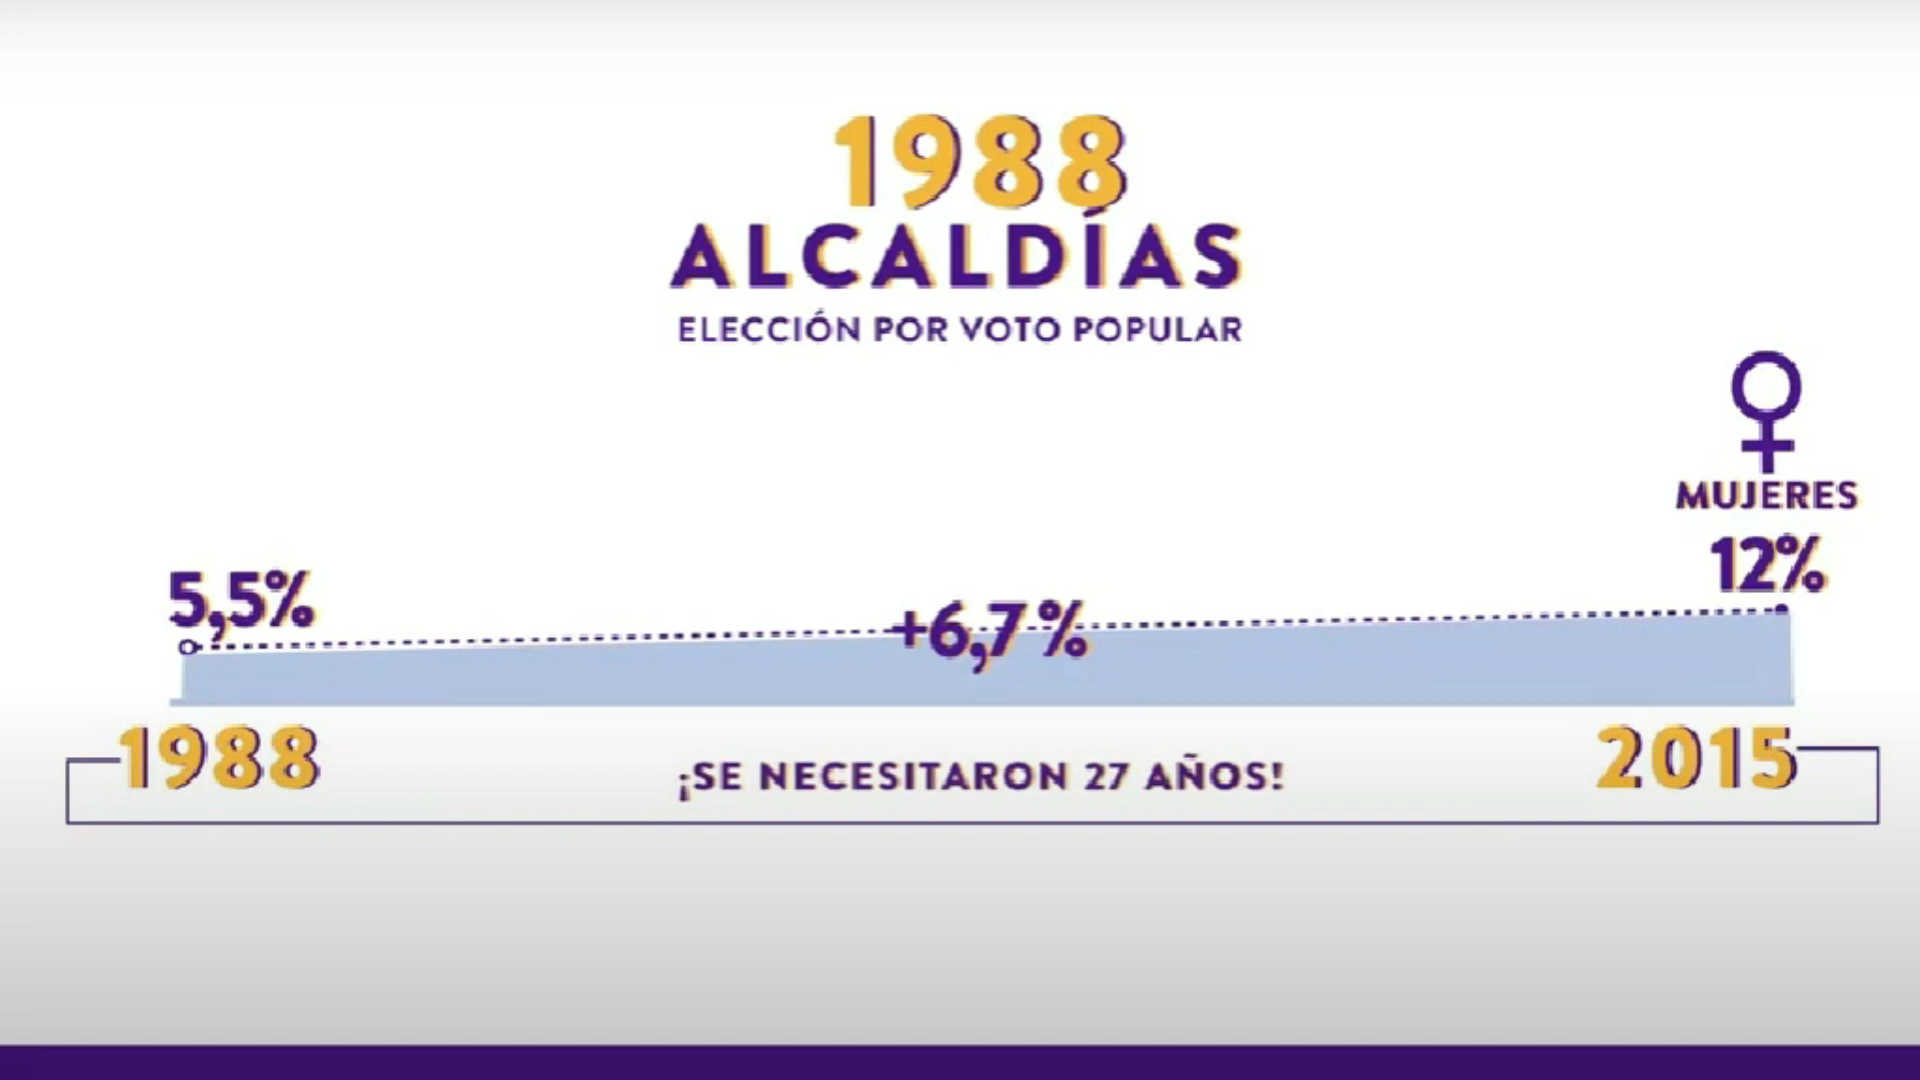 1988
ALCALDÍAS
ELECCIÓN POR VOTO POPULAR
MUJERES
12%
5,5%
+6,7%
1988
2015
¡SE NECESITARON 27 AÑOS!